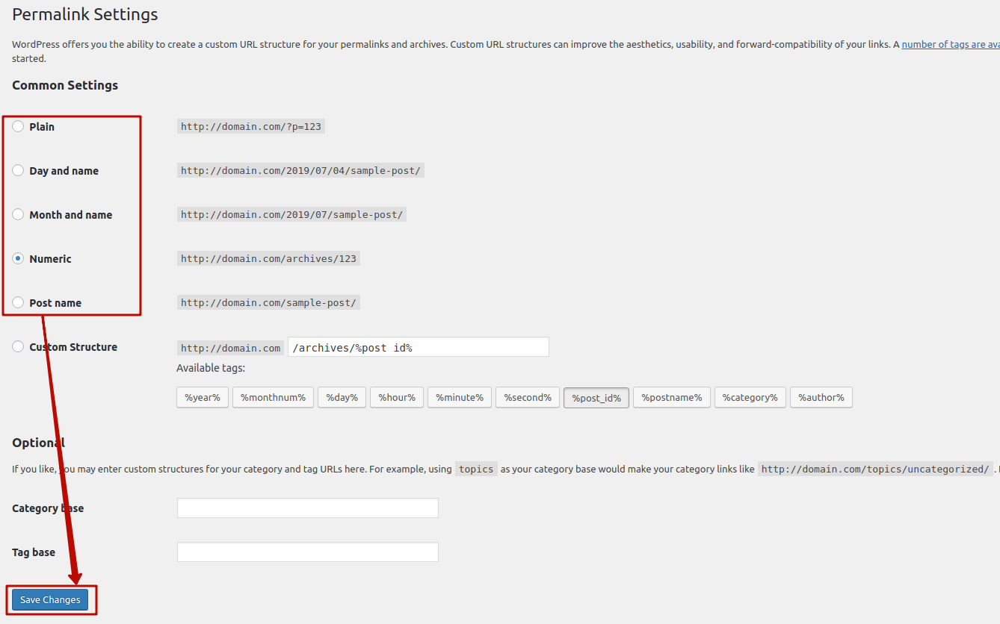 Permalink Settings
WordPress offers you the ability to create a custom URL structure for your permalinks and archives. Custom URL structures can improve the aesthetics, usability, and forward-compatibility of your links. A number of tags are ava
started.
Common Settings
Plain http://domain.com/?p=123
Day and name http://domain.com/2019/07/04/sample-post/
Month and name http://domain.com/2019/07/sample-post/
Numeric http://domain.com/archives/123
Post name http://domain.com/sample-post/
Custom Structure http://domain.com /archives/%post_id%
Available tags:
%year% %monthnum% %day% %hour% %minute% %second% %post_id% %postname% %category% %author%
Optional
If you like, you may enter custom structures for your category and tag URLs here. For example, using topics as your category base would make your category links like http://domain.com/topics/uncategorized/ .
Category base
Tag base
Save Changes